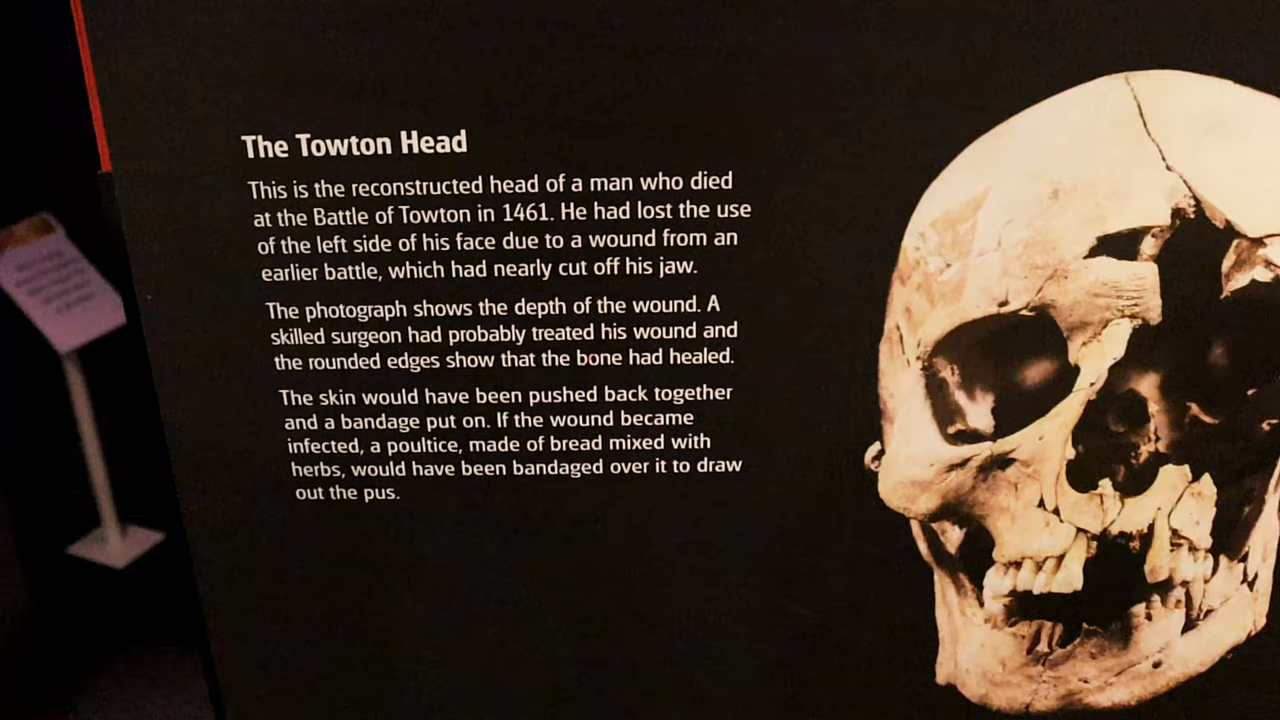 The Towton Head
This is the reconstructed head of a man who died
at the Battle of Towton in 1461. He had lost the use
of the left side of his face due to a wound from an
earlier battle, which had nearly cut off his jaw.
The photograph shows the depth of the wound. A
skilled surgeon had probably treated his wound and
the rounded edges show that the bone had healed.
The skin would have been pushed back together
and a bandage put on. If the wound became
infected, a poultice, made of bread mixed with
herbs, would have been bandaged over it to draw
out the pus.